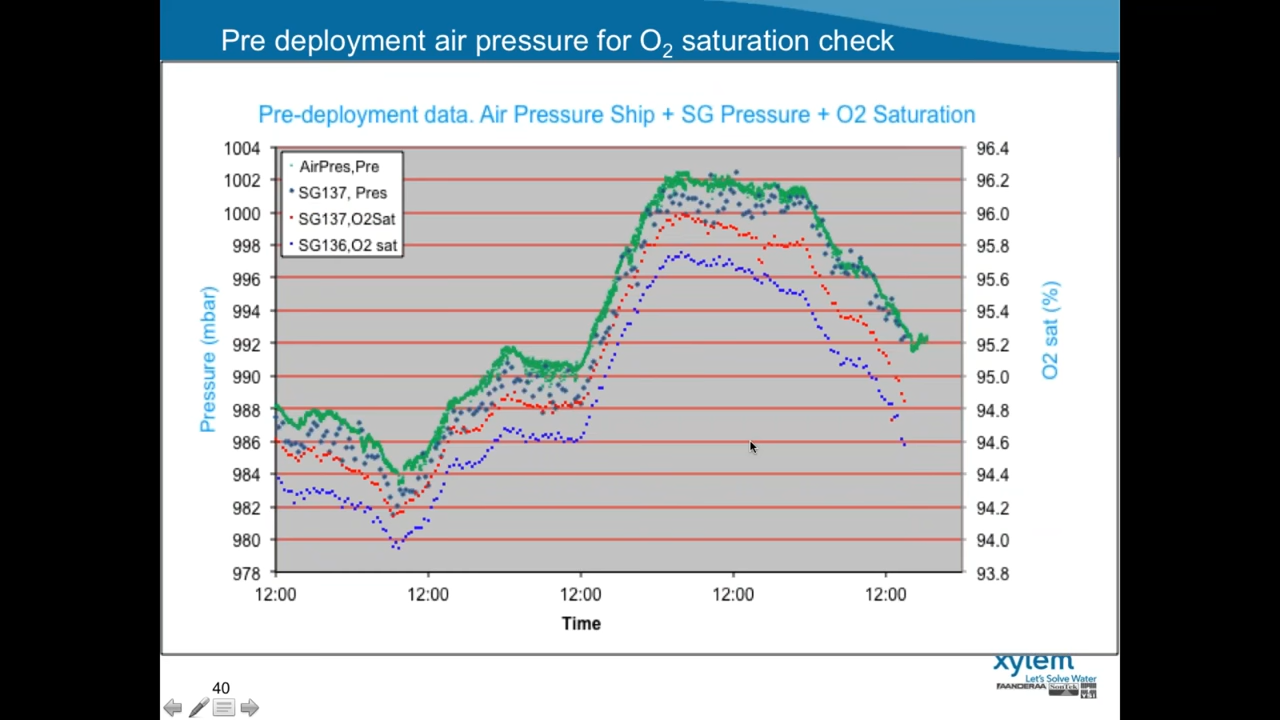 Pre deployment air pressure for O2 saturation check
Pre-deployment data. Air Pressure Ship + SG Pressure + O2 Saturation
1004
1002
1000
998
996
994
992
990
988
986
984
982
980
978
Pressure (mbar)
AirPres,Pre
SG137, Pres
SG137,O2Sat
SG136,O2 sat
96.4
96.2
96.0
95.8
95.6
95.4
95.2
95.0
94.8
94.6
94.4
94.2
94.0
93.8
O2 sat (%)
12:00 12:00 12:00 12:00 12:00
Time
xylem
Let's Solve Water
AANDERAA SonTek YSI
40